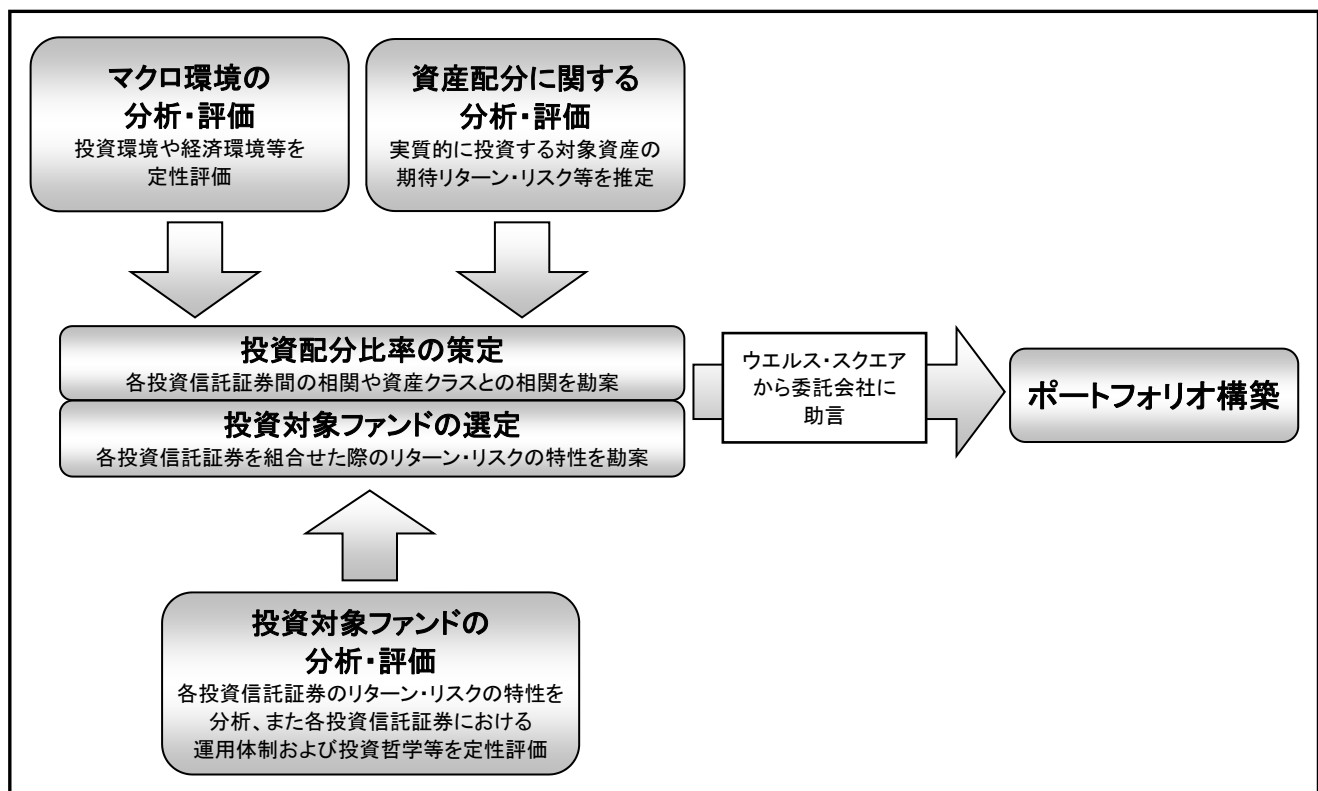 マクロ環境の
分析・評価
投資環境や経済環境等を
定性評価
資産配分に関する
分析・評価
実質的に投資する対象資産の
期待リターン・リスク等を推定
投資配分比率の策定
各投資信託証券間の相関や資産クラスとの相関を勘案
投資対象ファンドの選定
各投資信託証券を組合せた際のリターン・リスクの特性を勘案
ウエルス・スクエア
から委託会社に
助言
ポートフォリオ構築
投資対象ファンドの
分析・評価
各投資信託証券のリターン・リスクの特性を
分析、また各投資信託証券における
運用体制および投資哲学等を定性評価